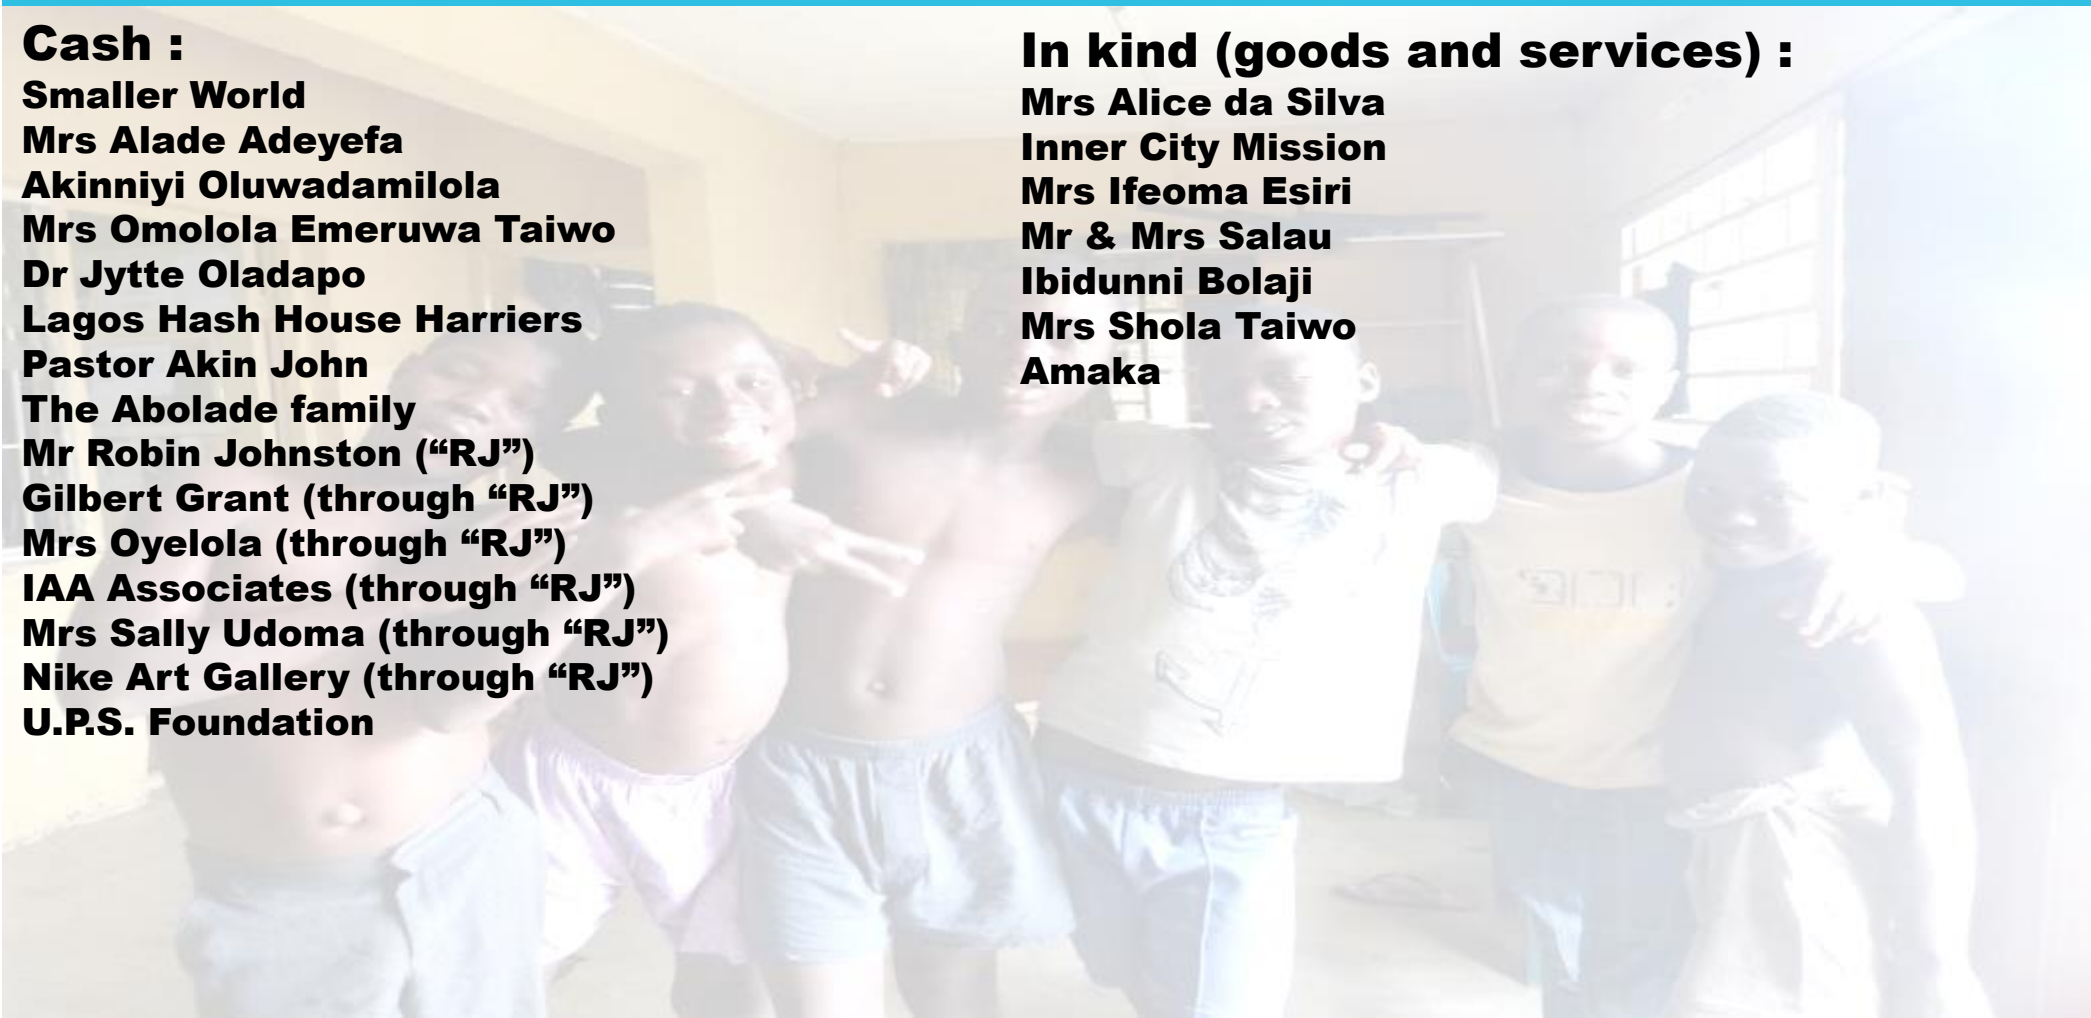 Cash :
Smaller World
Mrs Alade Adeyefa
Akinniyi Oluwadamilola
Mrs Omolola Emeruwa Taiwo
Dr Jytte Oladapo
Lagos Hash House Harriers
Pastor Akin John
The Abolade family
Mr Robin Johnston (“RJ”)
Gilbert Grant (through “RJ”)
Mrs Oyelola (through “RJ”)
IAA Associates (through “RJ”)
Mrs Sally Udoma (through “RJ”)
Nike Art Gallery (through “RJ”)
U.P.S. Foundation
In kind (goods and services) :
Mrs Alice da Silva
Inner City Mission
Mrs Ifeoma Esiri
Mr & Mrs Salau
Ibidunni Bolaji
Mrs Shola Taiwo
Amaka